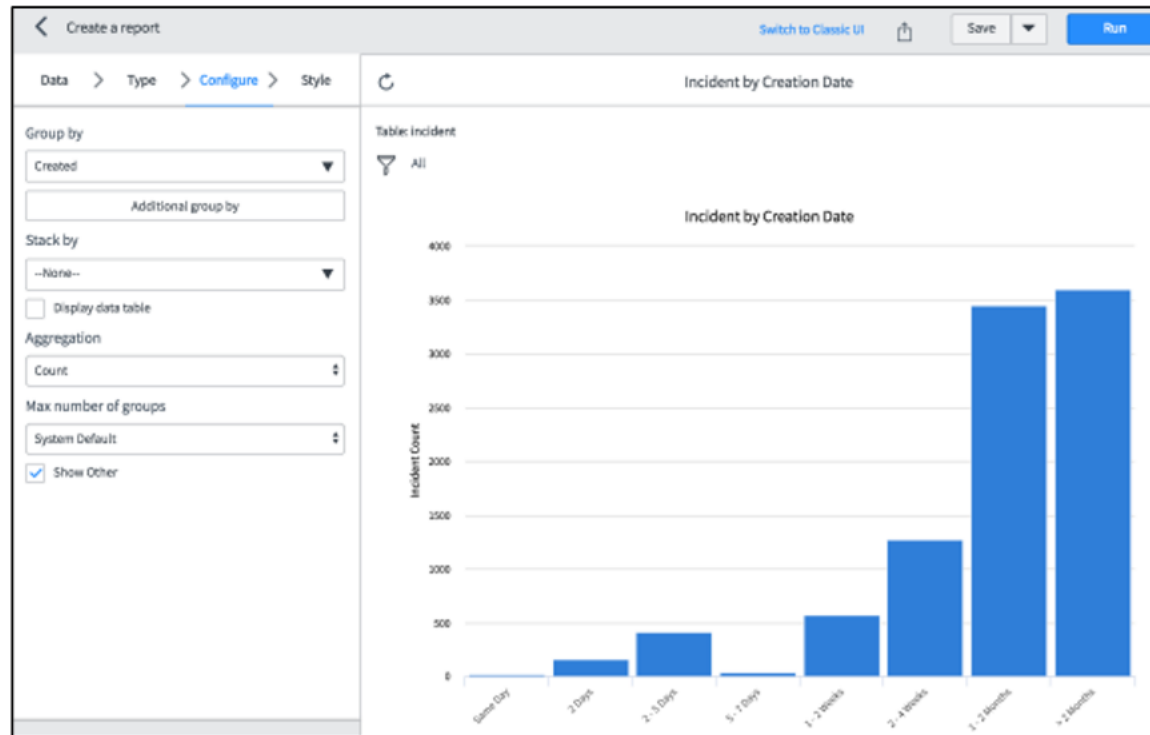 Create a report
Switch to Classic UI
Save
Run
Data
Type
Configure
Style
Incident by Creation Date
Group by
Created
Additional group by
Stack by
--None--
Display data table
Aggregation
Count
Max number of groups
System Default
Show Other
Table: incident
All
Incident by Creation Date
4000
3500
3000
2500
2000
1500
1000
500
0
Incident Count
Same Day
2 Days
2 - 5 Days
5 - 7 Days
1 - 2 Weeks
2 - 4 Weeks
1 - 2 Months
> 2 Months